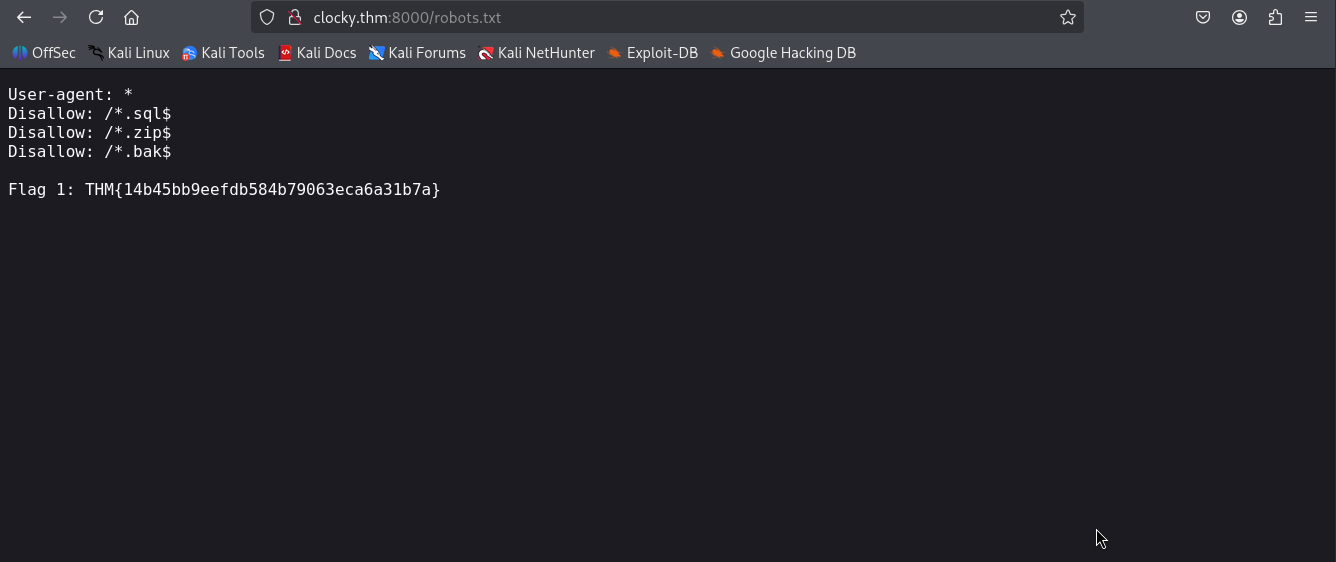 clocky.thm:8000/robots.txt
OffSec Kali Linux Kali Tools Kali Docs Kali Forums Kali NetHunter Exploit-DB Google Hacking DB
User-agent: *
Disallow: /*.sql$
Disallow: /*.zip$
Disallow: /*.bak$
Flag 1: THM{14b45bb9eefdb584b79063eca6a31b7a}